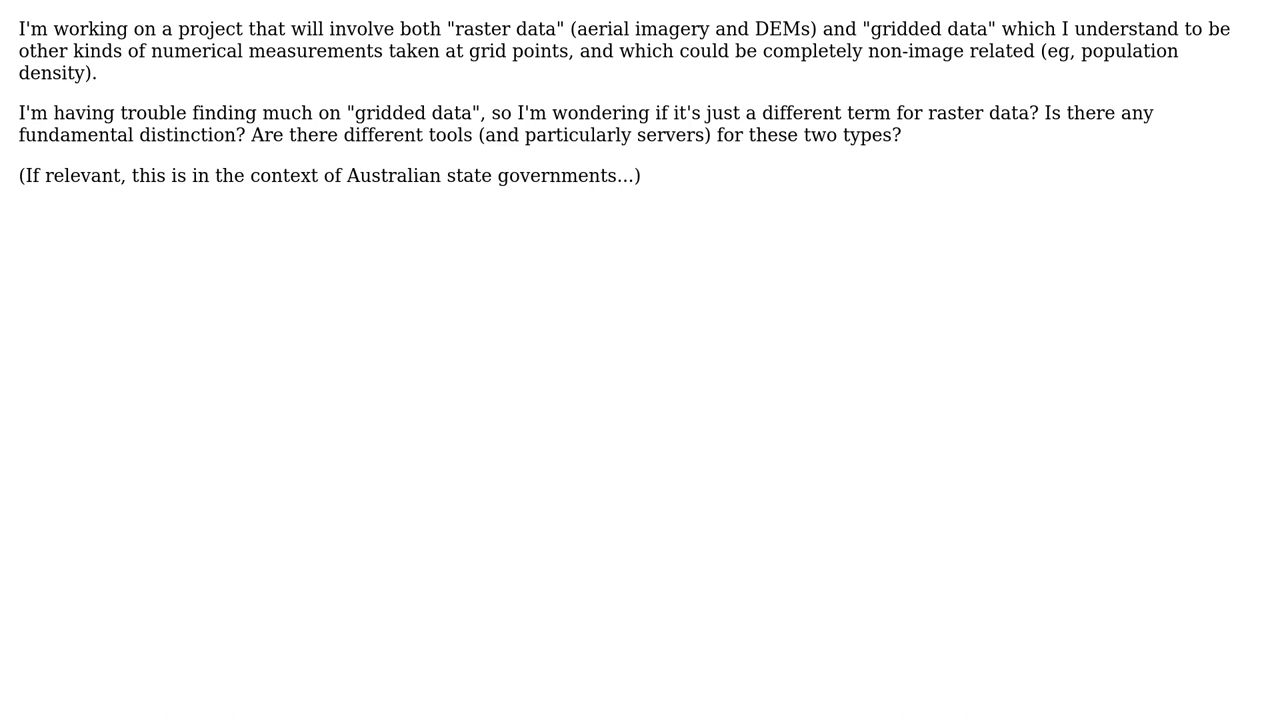 I'm working on a project that will involve both "raster data" (aerial imagery and DEMs) and "gridded data" which I understand to be
other kinds of numerical measurements taken at grid points, and which could be completely non-image related (eg, population
density).
I'm having trouble finding much on "gridded data", so I'm wondering if it's just a different term for raster data? Is there any
fundamental distinction? Are there different tools (and particularly servers) for these two types?
(If relevant, this is in the context of Australian state governments...)